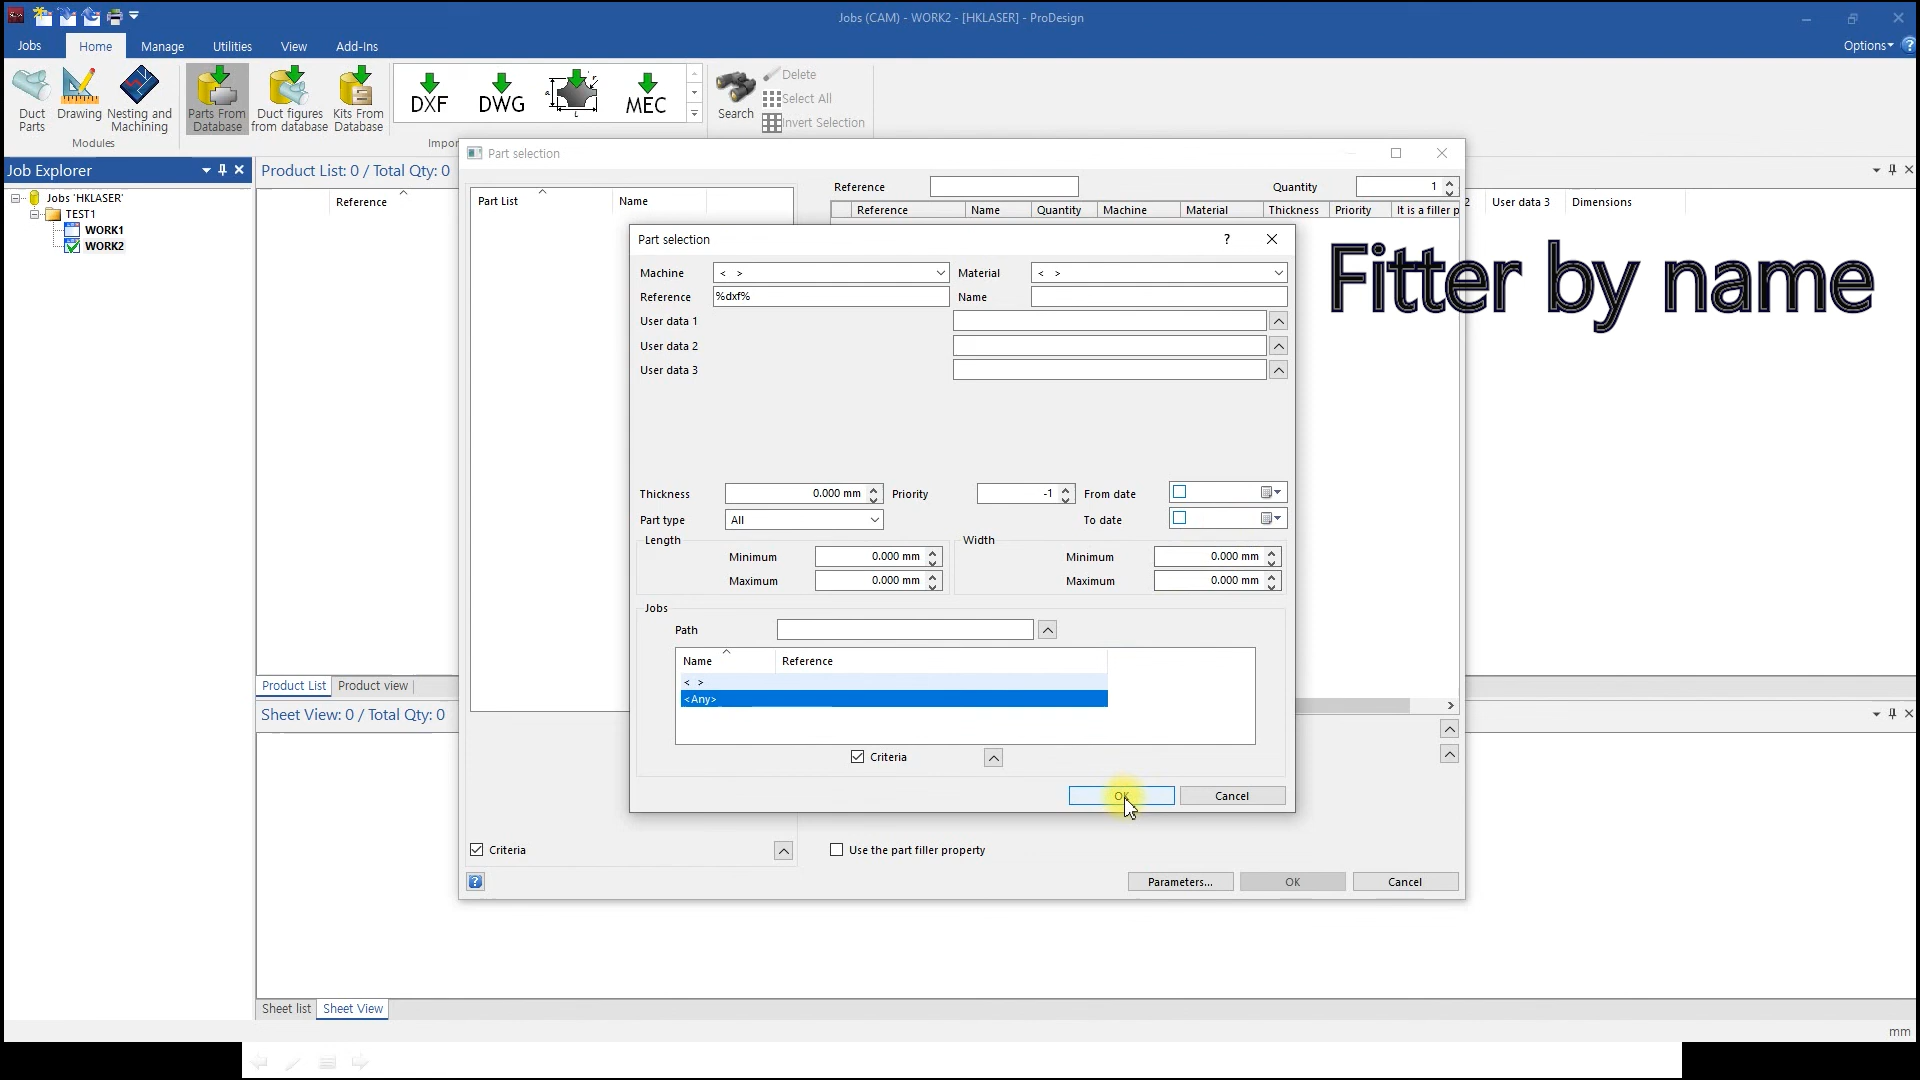 Jobs (CAM) - WORK2 - [HKLASER] - ProDesign
Jobs Home Manage Utilities View Add-Ins Options
Duct Parts
Drawing
Nesting and Machining
Parts From Database
Duct figures from database
Kits From Database
DXF
DWG
MEC
Search
Delete
Select All
Invert Selection
Modules
Impor
Job Explorer
Jobs 'HKLASER'
TEST1
WORK1
WORK2
Product List: 0 / Total Qty: 0
Reference
2 User data 3 Dimensions
Part selection
Part List Name
Reference
Quantity 1
Reference Name Quantity Machine Material Thickness Priority It is a filler p
Fitter by name
Part selection
?
Machine < >
Material < >
Reference %dxf%
Name
User data 1
User data 2
User data 3
Thickness 0.000 mm
Priority -1
From date
Part type All
To date
Length
Width
Minimum 0.000 mm
Minimum 0.000 mm
Maximum 0.000 mm
Maximum 0.000 mm
Jobs
Path
Name Reference
< >
<Any>
Criteria
OK Cancel
Criteria
Use the part filler property
?
Parameters... OK Cancel
Product List Product view
Sheet View: 0 / Total Qty: 0
Sheet list Sheet View
mm